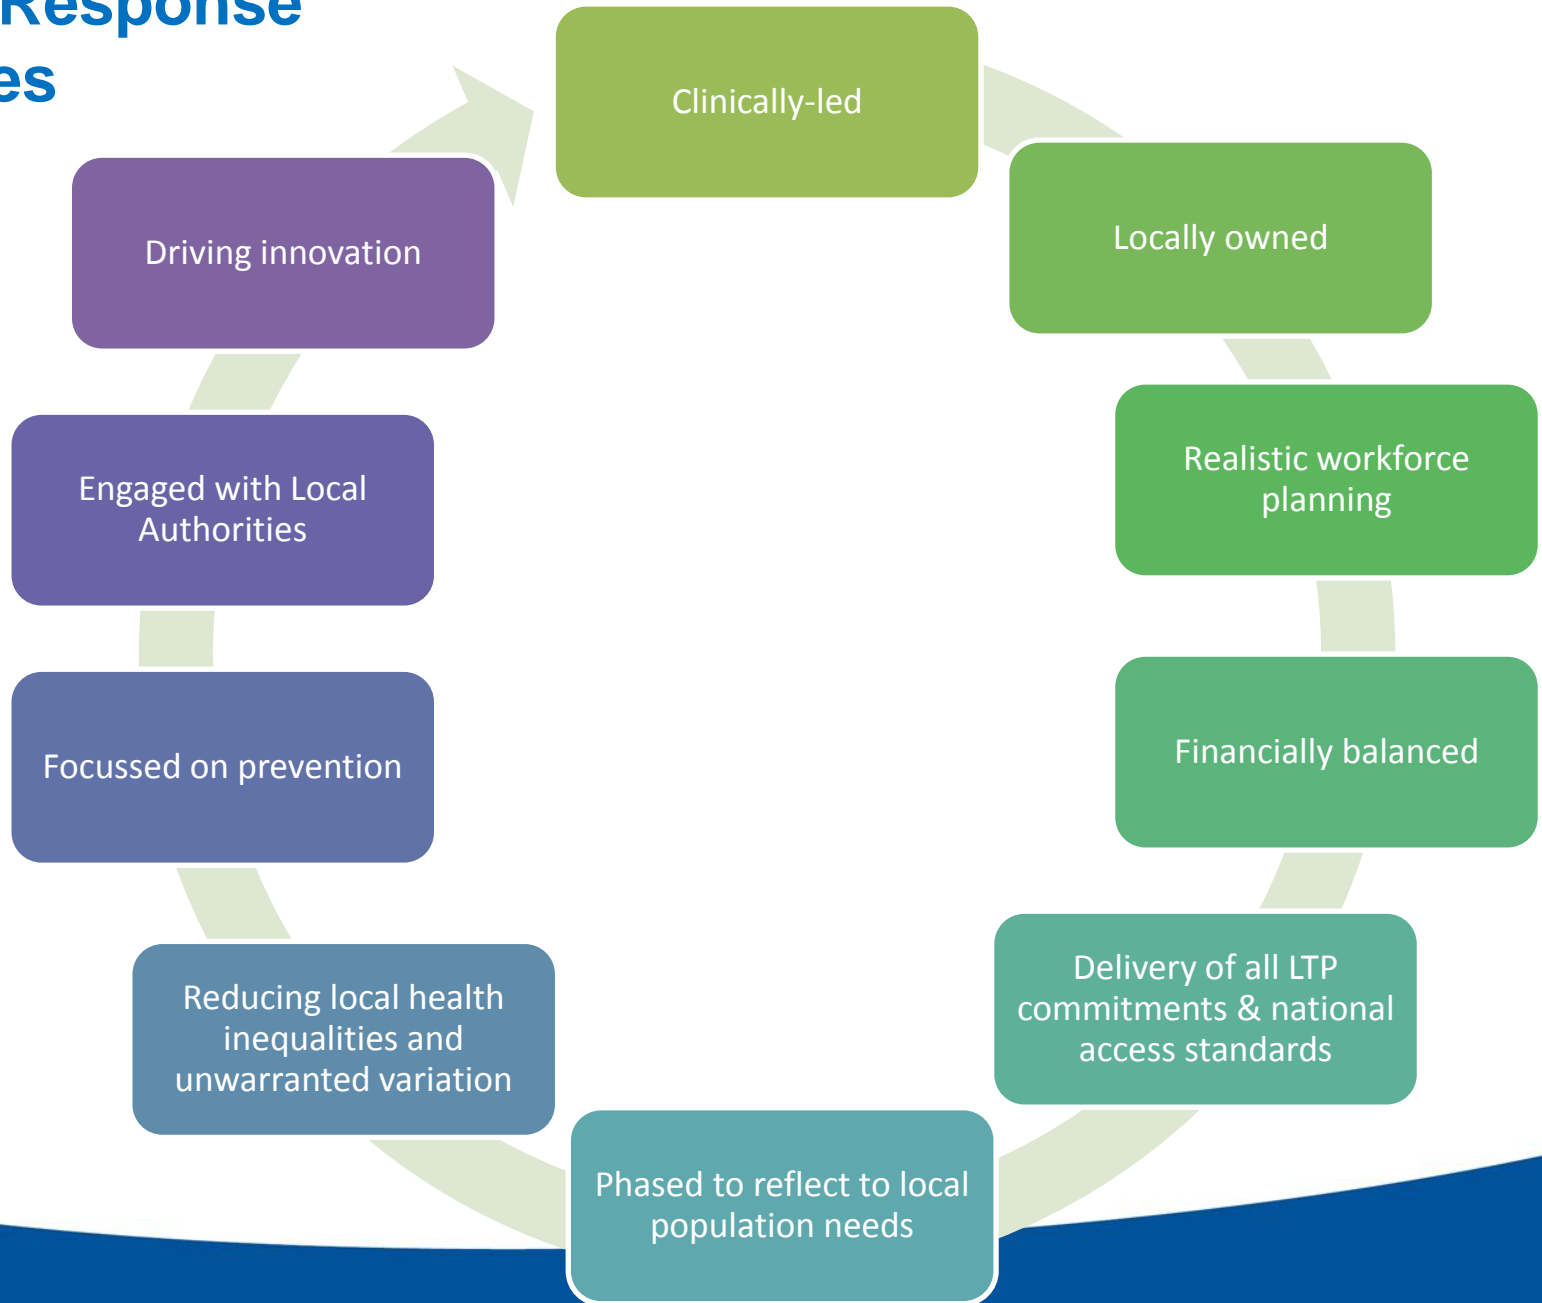 Response
es
Clinically-led
Locally owned
Realistic workforce
planning
Financially balanced
Delivery of all LTP
commitments & national
access standards
Phased to reflect to local
population needs
Reducing local health
inequalities and
unwarranted variation
Focussed on prevention
Engaged with Local
Authorities
Driving innovation